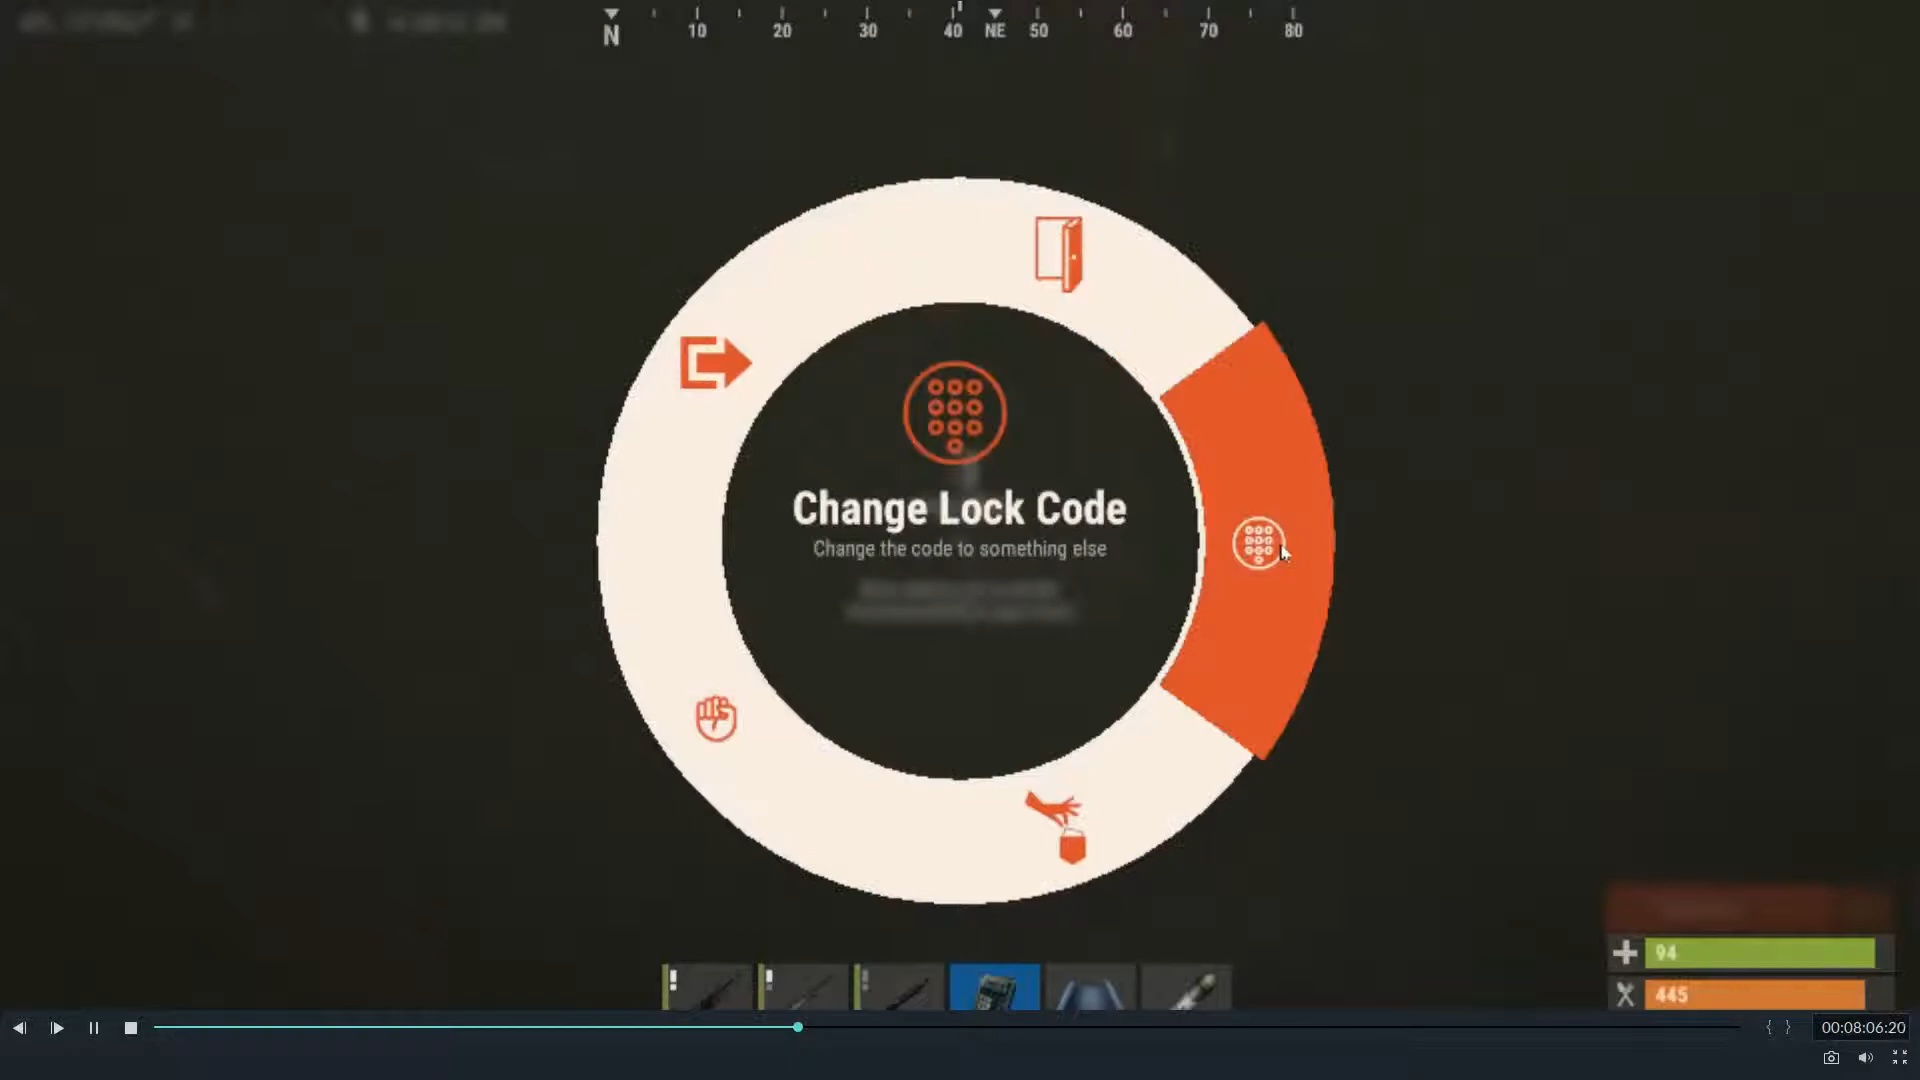 N 10 20 30 40 NE 50 60 70 80
Change Lock Code
Change the code to something else
94
445
00:08:06:20